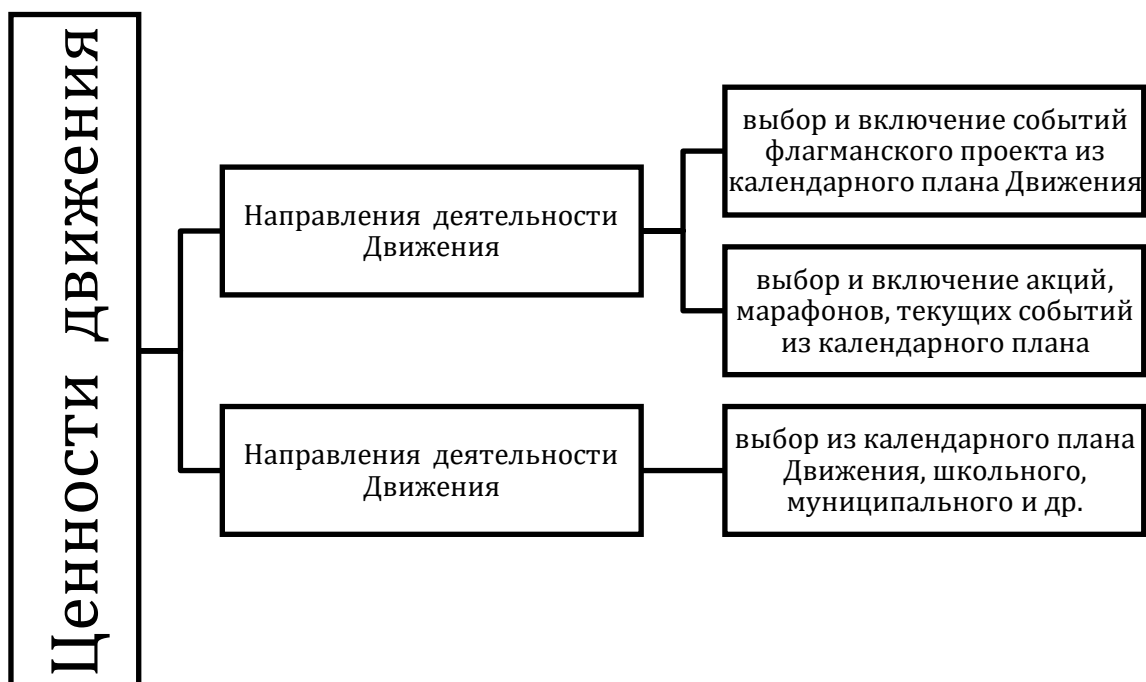 Ценности движения
Направления деятельности
Движения
выбор и включение событий
флагманского проекта из
календарного плана Движения
выбор и включение акций,
марафонов, текущих событий
из календарного плана
Направления деятельности
Движения
выбор из календарного плана
Движения, школьного,
муниципального и др.